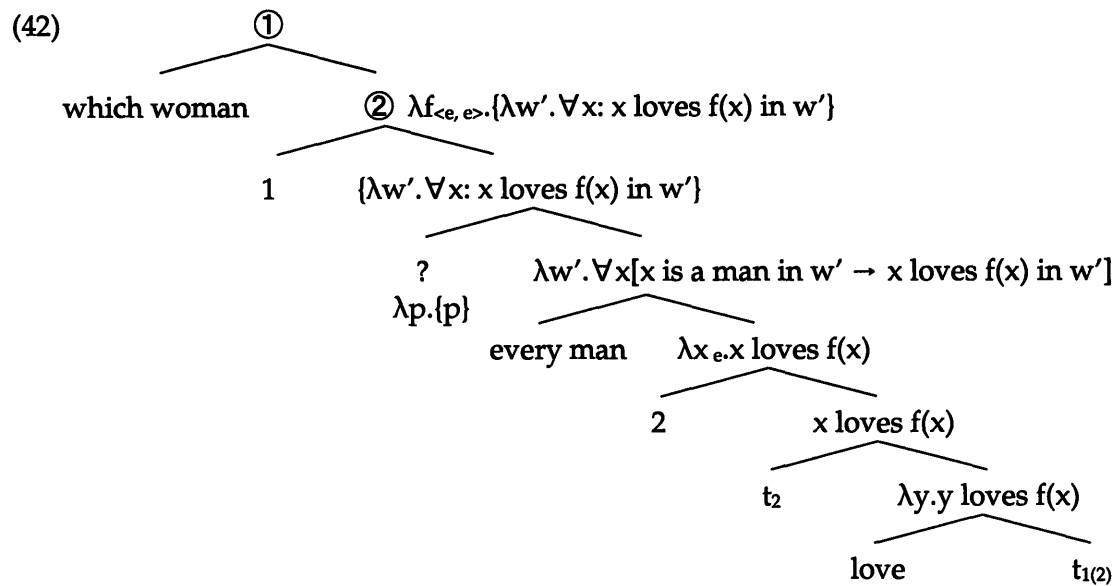 (42) ①
which woman ② λf<e, e>.{λw′.∀x: x loves f(x) in w′}
1 {λw′.∀x: x loves f(x) in w′}
? λw′.∀x[x is a man in w′ → x loves f(x) in w′]
λp.{p}
every man λx e.x loves f(x)
2 x loves f(x)
t2 λy.y loves f(x)
love t1(2)